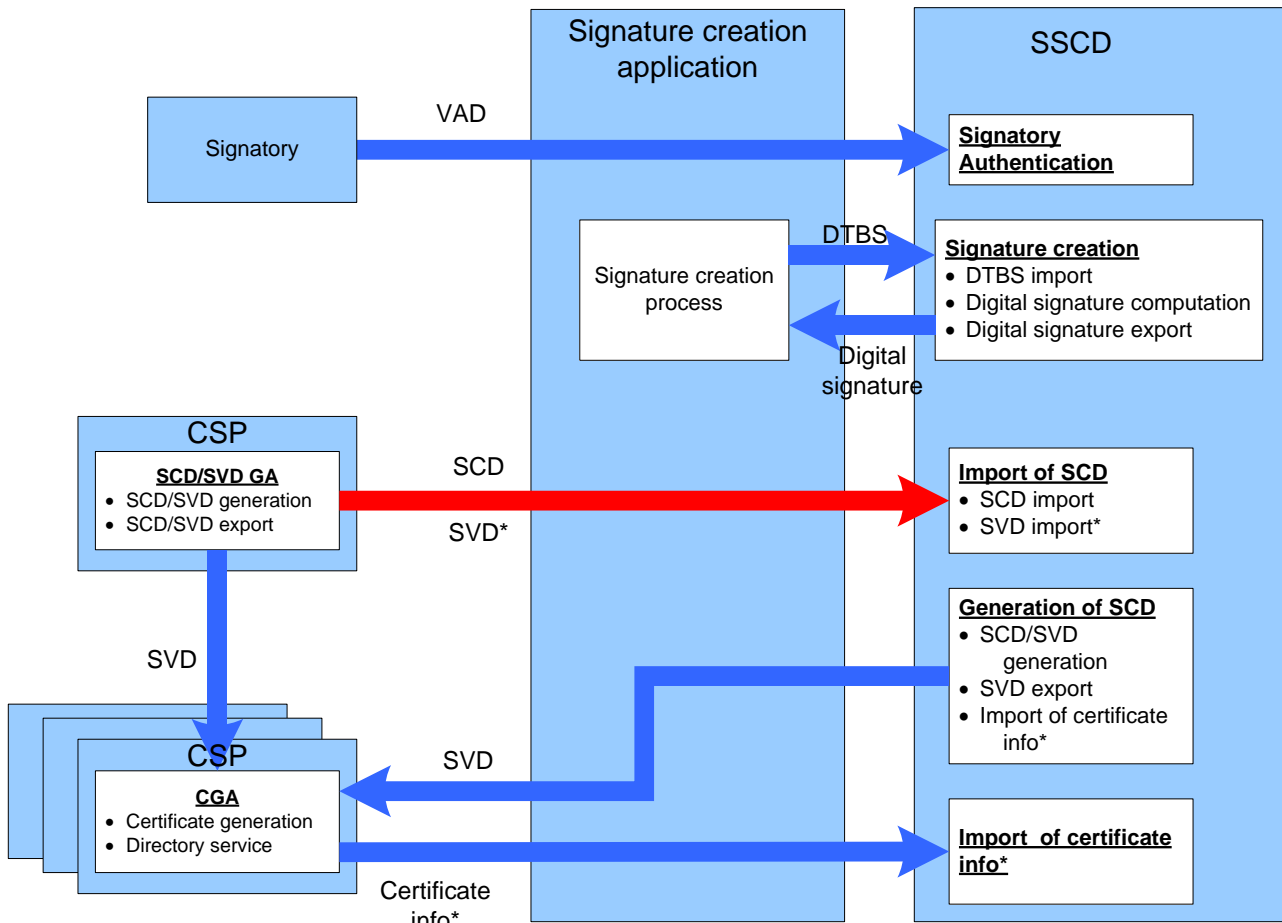 Signature creation
application
SSCD
VAD
Signatory
Signatory
Authentication
DTBS
Signature creation
process
Signature creation
• DTBS import
• Digital signature computation
• Digital signature export
Digital
signature
CSP
SCD/SVD GA
• SCD/SVD generation
• SCD/SVD export
SCD
SVD*
Import of SCD
• SCD import
• SVD import*
SVD
Generation of SCD
• SCD/SVD
generation
• SVD export
• Import of certificate
info*
CSP
SVD
CGA
• Certificate generation
• Directory service
Import of certificate
info*
Certificate
info*